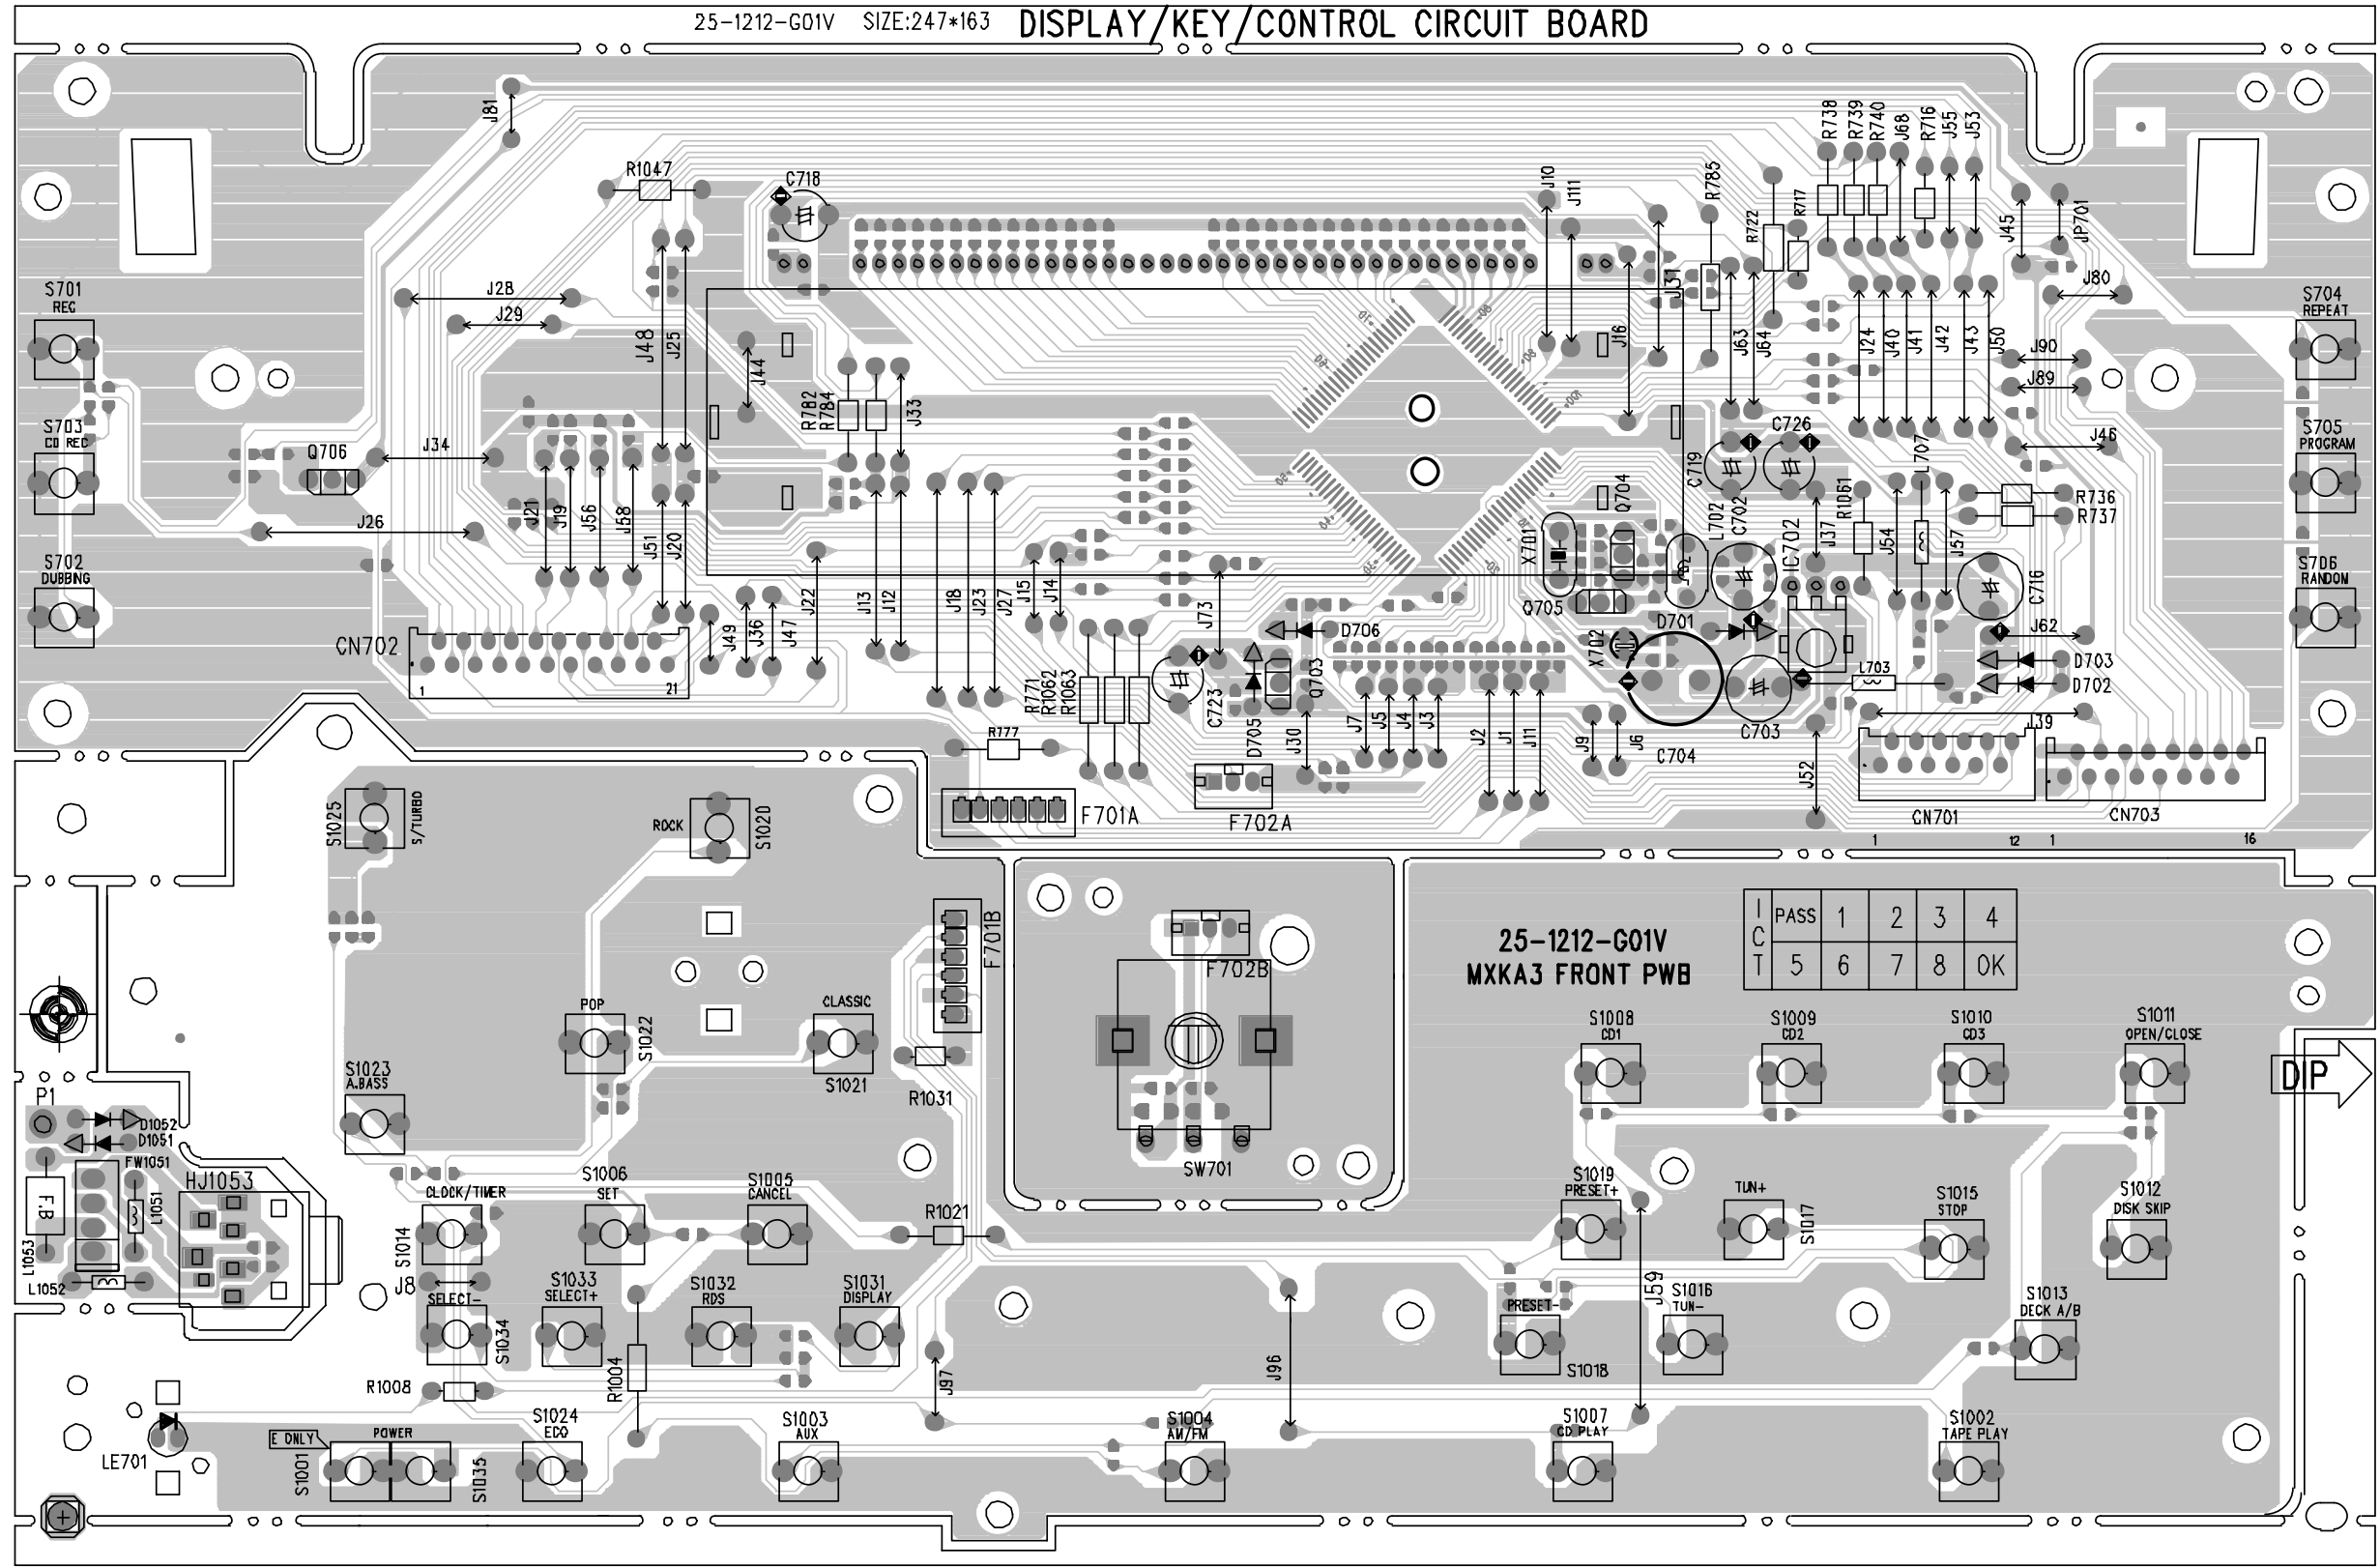 25-1212-G01V SIZE:247*163 DISPLAY/KEY/CONTROL CIRCUIT BOARD
J81
R1047
C718
J10
J111
R785
R722
R717
R738
R739
R740
J68
R716
J55
J53
J45
JP701
S701
REC
J28
J29
J48
J25
J44
J16
J31
J63
J64
J24
J40
J41
J42
J43
J50
J80
J90
J89
S704
REPEAT
S703
CD REC
Q706
J34
R782
R784
J33
C719
C726
L707
J46
S705
PROGRAM
J26
J21
J19
J56
J58
J51
J20
X701
Q704
L702
C702
IC702
J37
R1061
J54
J57
R736
R737
S702
DUBBING
J49
J36
J47
J22
J13
J12
J18
J23
J27
J15
J14
J73
D706
Q705
D701
C716
J62
S706
RANDOM
CN702
1
21
R771
R1062
R1063
C723
D705
Q703
X702
L703
D703
D702
R777
J30
J7
J5
J4
J3
J2
J1
J11
J9
J6
C704
C703
J52
J39
S1025
S/TURBO
ROCK
S1020
F701A
F702A
CN701
CN703
1
12
1
16
F701B
F702B
25-1212-G01V
MXKA3 FRONT PWB
ICT PASS 1 2 3 4
5 6 7 8 OK
POP
S1022
CLASSIC
S1021
S1008
CD1
S1009
CD2
S1010
CD3
S1011
OPEN/CLOSE
DIP
S1023
A.BASS
R1031
P1
D1052
D1051
FW1051
HJ1053
F.B
L1051
L1053
L1052
SW701
S1006
SET
S1005
CANCEL
CLOCK/TIMER
S1014
R1021
S1019
PRESET+
TUN+
S1017
S1015
STOP
S1012
DISK SKIP
J8
SELECT-
S1034
S1033
SELECT+
S1032
RDS
S1031
DISPLAY
J59
S1016
TUN-
PRESET-
S1018
S1013
DECK A/B
R1008
R1004
J97
J96
LE701
E ONLY
POWER
S1001
S1035
S1024
ECO
S1003
AUX
S1004
AM/FM
S1007
CD PLAY
S1002
TAPE PLAY